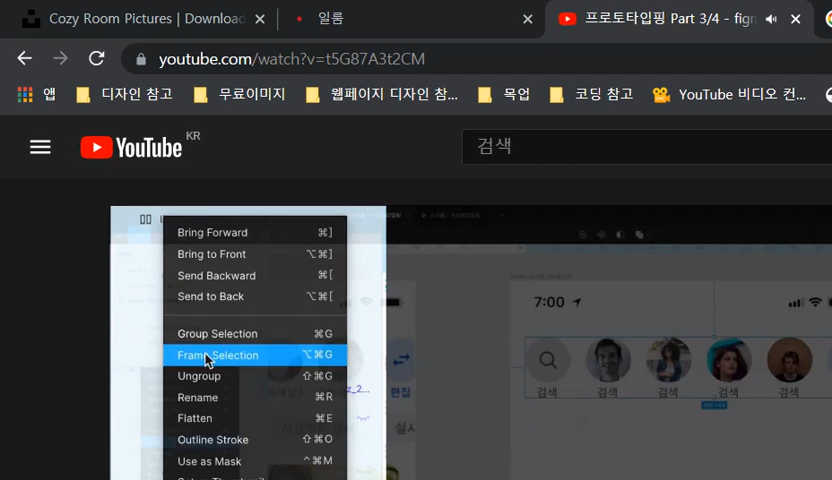 Cozy Room Pictures | Download
일룸
프로토타이핑 Part 3/4 - figm
youtube.com/watch?v=t5G87A3t2CM
앱
디자인 참고
무료이미지
웹페이지 디자인 참...
목업
코딩 참고
YouTube 비디오 컨...
YouTube KR
검색
Bring Forward ⌘]
Bring to Front ⌥⌘]
Send Backward ⌘[
Send to Back ⌥⌘[
Group Selection ⌘G
Frame Selection ⌥⌘G
Ungroup ⇧⌘G
Rename ⌘R
Flatten ⌘E
Outline Stroke ⇧⌘O
Use as Mask ^⌘M
편집
실시
7:00
검색
검색
검색
검색
검색